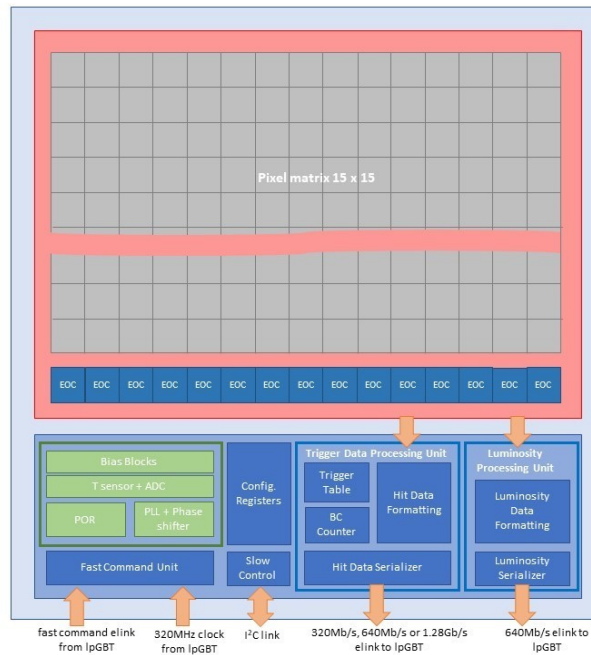 Pixel matrix 15 x 15
EOC EOC EOC EOC EOC EOC EOC EOC EOC EOC EOC EOC EOC EOC EOC
Bias Blocks
T sensor + ADC
POR
PLL + Phase
shifter
Fast Command Unit
Config.
Registers
Slow
Control
Trigger Data Processing Unit
Trigger
Table
BC
Counter
Hit Data
Formatting
Hit Data Serializer
Luminosity
Processing Unit
Luminosity
Data
Formatting
Luminosity
Serializer
fast command elink
from lpGBT
320MHz clock
from lpGBT
I²C link
320Mb/s, 640Mb/s or 1.28Gb/s
elink to lpGBT
640Mb/s elink to
lpGBT